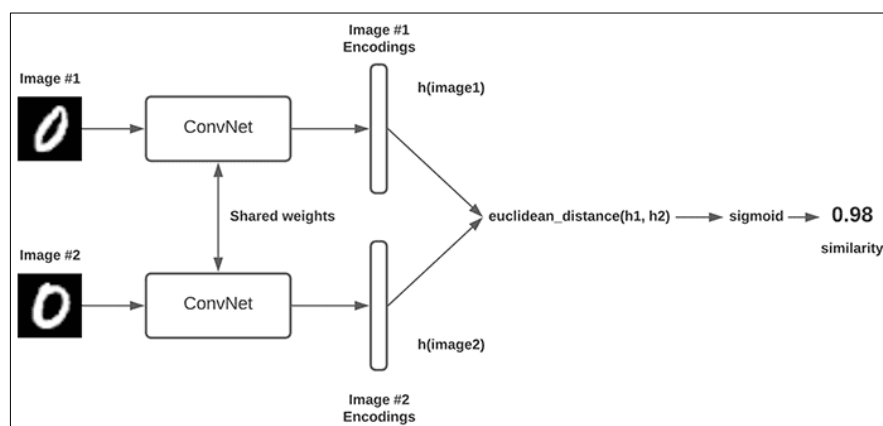 Image #1
Encodings
Image #1
h(image1)
ConvNet
Shared weights
euclidean_distance(h1, h2)
sigmoid
0.98
similarity
Image #2
ConvNet
h(image2)
Image #2
Encodings